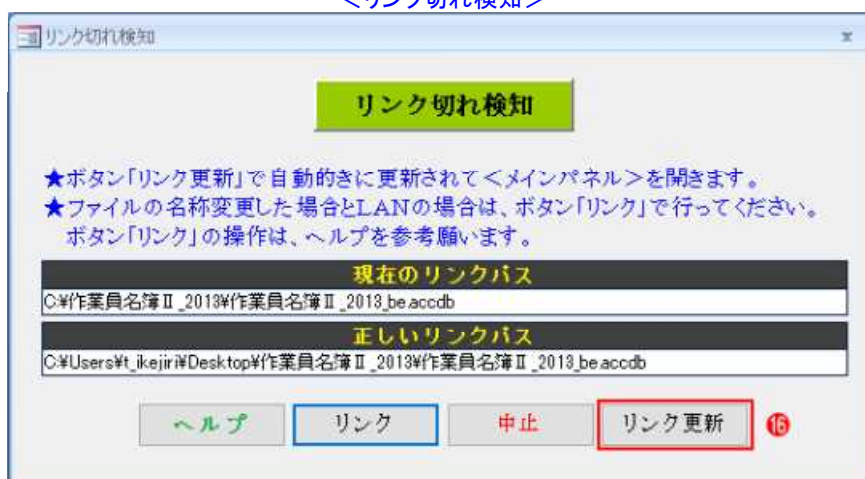 ＜リンク切れ検知＞
リンク切れ検知
リンク切れ検知
★ボタン「リンク更新」で自動的きに更新されて＜メインパネル＞を開きます。
★ファイルの名称変更した場合とLANの場合は、ボタン「リンク」で行ってください。
ボタン「リンク」の操作は、ヘルプを参考願います。
現在のリンクパス
C:¥作業員名簿Ⅱ_2013¥作業員名簿Ⅱ_2013_be.accdb
正しいリンクパス
C:¥Users¥t_ikejiri¥Desktop¥作業員名簿Ⅱ_2013¥作業員名簿Ⅱ_2013_be.accdb
ヘルプ リンク 中止 リンク更新 ⑯